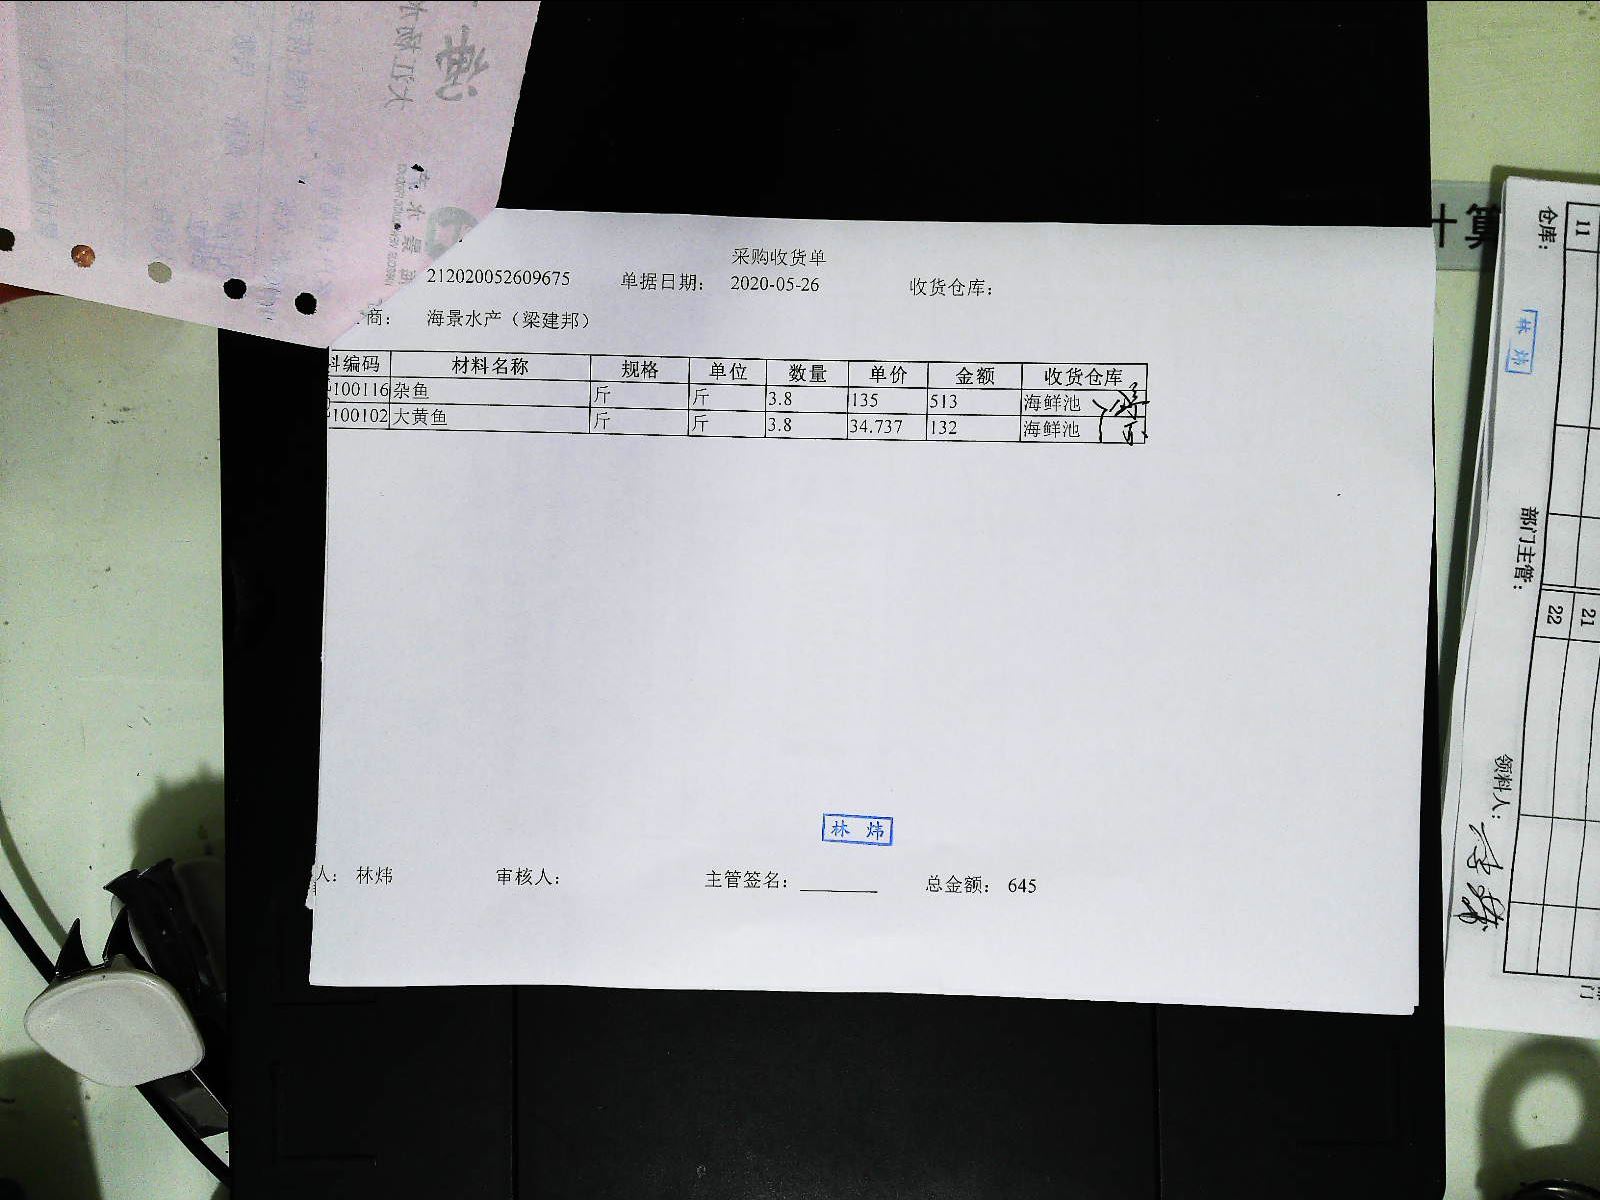 采购收货单
212020052609675 单据日期： 2020-05-26 收货仓库：
商： 海景水产（梁建邦）
料编码 材料名称 规格 单位 数量 单价 金额 收货仓库
100116 杂鱼 斤 斤 3.8 135 513 海鲜池
100102 大黄鱼 斤 斤 3.8 34.737 132 海鲜池
林 炜
人： 林炜 审核人： 主管签名： 总金额： 645
计算
仓库：
11
林 炜
部门主管：
22 21
领料人：